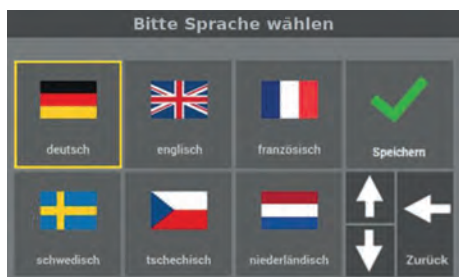 Bitte Sprache wählen
deutsch englisch französisch Speichern
schwedisch tschechisch niederländisch Zurück